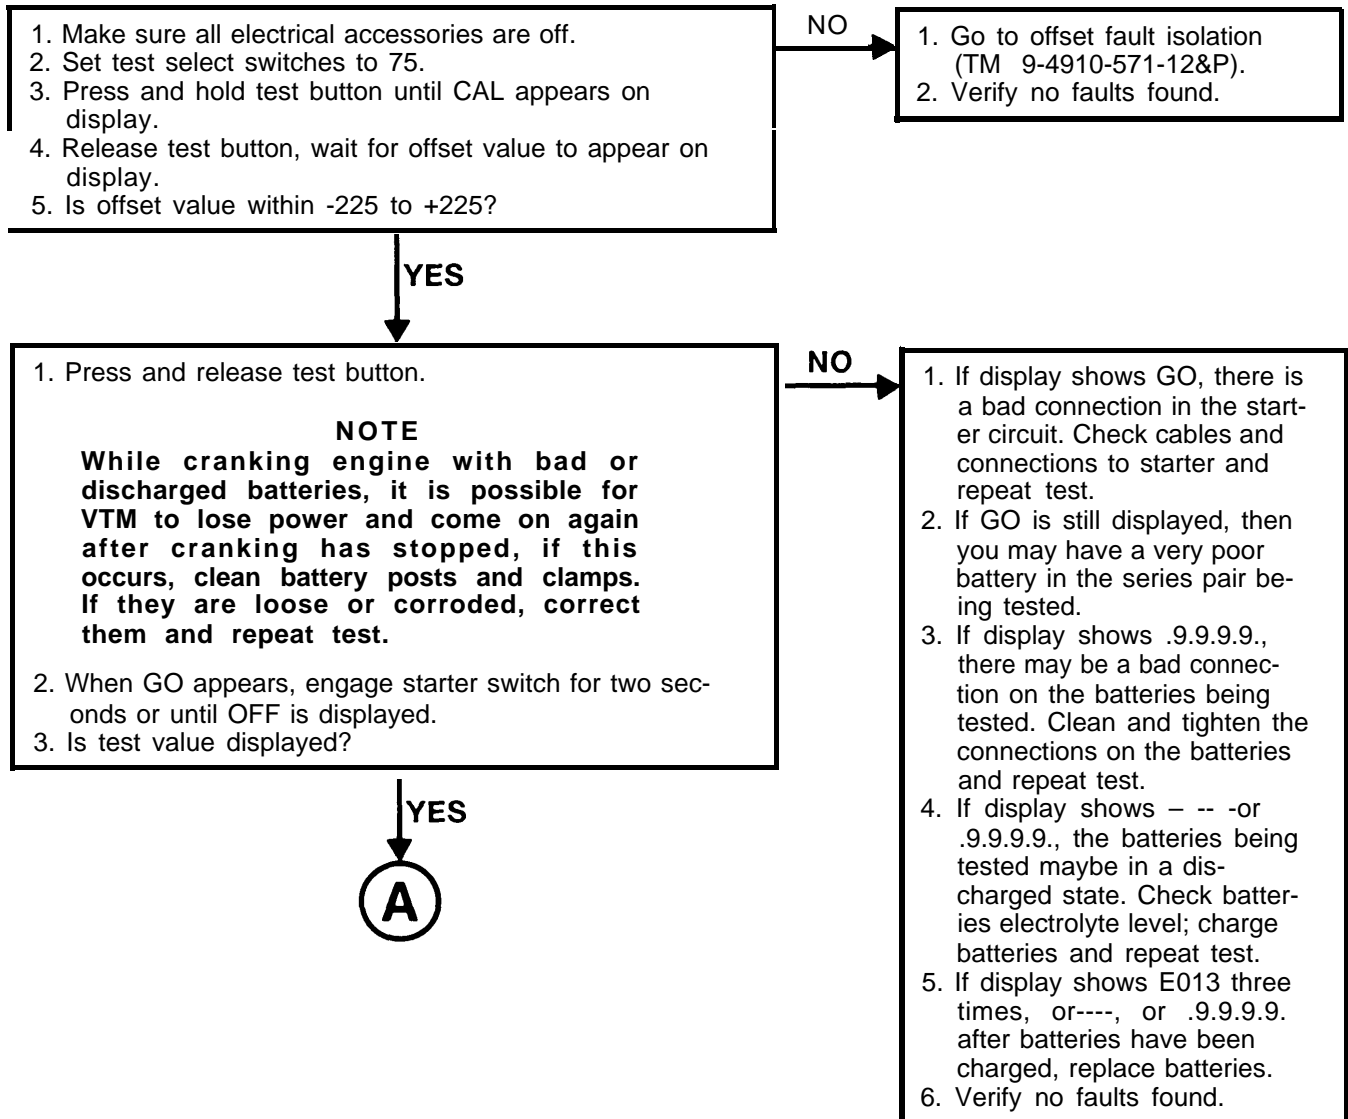 1. Make sure all electrical accessories are off.
2. Set test select switches to 75.
3. Press and hold test button until CAL appears on
display.
4. Release test button, wait for offset value to appear on
display.
5. Is offset value within -225 to +225?
NO
1. Go to offset fault isolation
(TM 9-4910-571-12&P).
2. Verify no faults found.
YES
1. Press and release test button.
NOTE
While cranking engine with bad or
discharged batteries, it is possible for
VTM to lose power and come on again
after cranking has stopped, if this
occurs, clean battery posts and clamps.
If they are loose or corroded, correct
them and repeat test.
2. When GO appears, engage starter switch for two sec-
onds or until OFF is displayed.
3. Is test value displayed?
NO
1. If display shows GO, there is
a bad connection in the start-
er circuit. Check cables and
connections to starter and
repeat test.
2. If GO is still displayed, then
you may have a very poor
battery in the series pair be-
ing tested.
3. If display shows .9.9.9.9.,
there may be a bad connec-
tion on the batteries being
tested. Clean and tighten the
connections on the batteries
and repeat test.
4. If display shows – -- -or
.9.9.9.9., the batteries being
tested maybe in a dis-
charged state. Check batter-
ies electrolyte level; charge
batteries and repeat test.
5. If display shows E013 three
times, or----, or .9.9.9.9.
after batteries have been
charged, replace batteries.
6. Verify no faults found.
YES
A